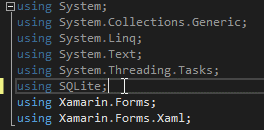 using System;
using System.Collections.Generic;
using System.Linq;
using System.Text;
using System.Threading.Tasks;
using SQLite;
using Xamarin.Forms;
using Xamarin.Forms.Xaml;